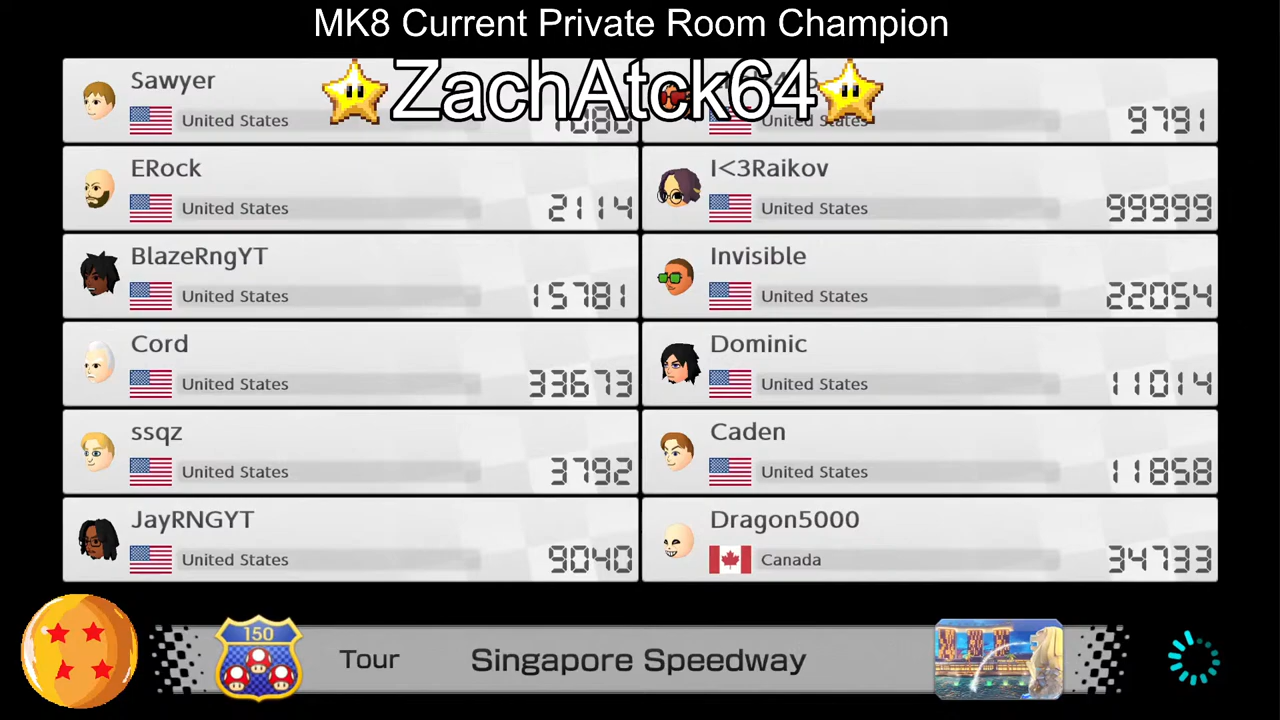 MK8 Current Private Room Champion
ZachAtck64
Sawyer
United States
United States 9791
ERock
United States 2114
I<3Raikov
United States 99999
BlazeRngYT
United States 15781
Invisible
United States 22054
Cord
United States 33673
Dominic
United States 11014
ssqz
United States 3792
Caden
United States 11858
JayRNGYT
United States 9040
Dragon5000
Canada 34733
150 Tour Singapore Speedway